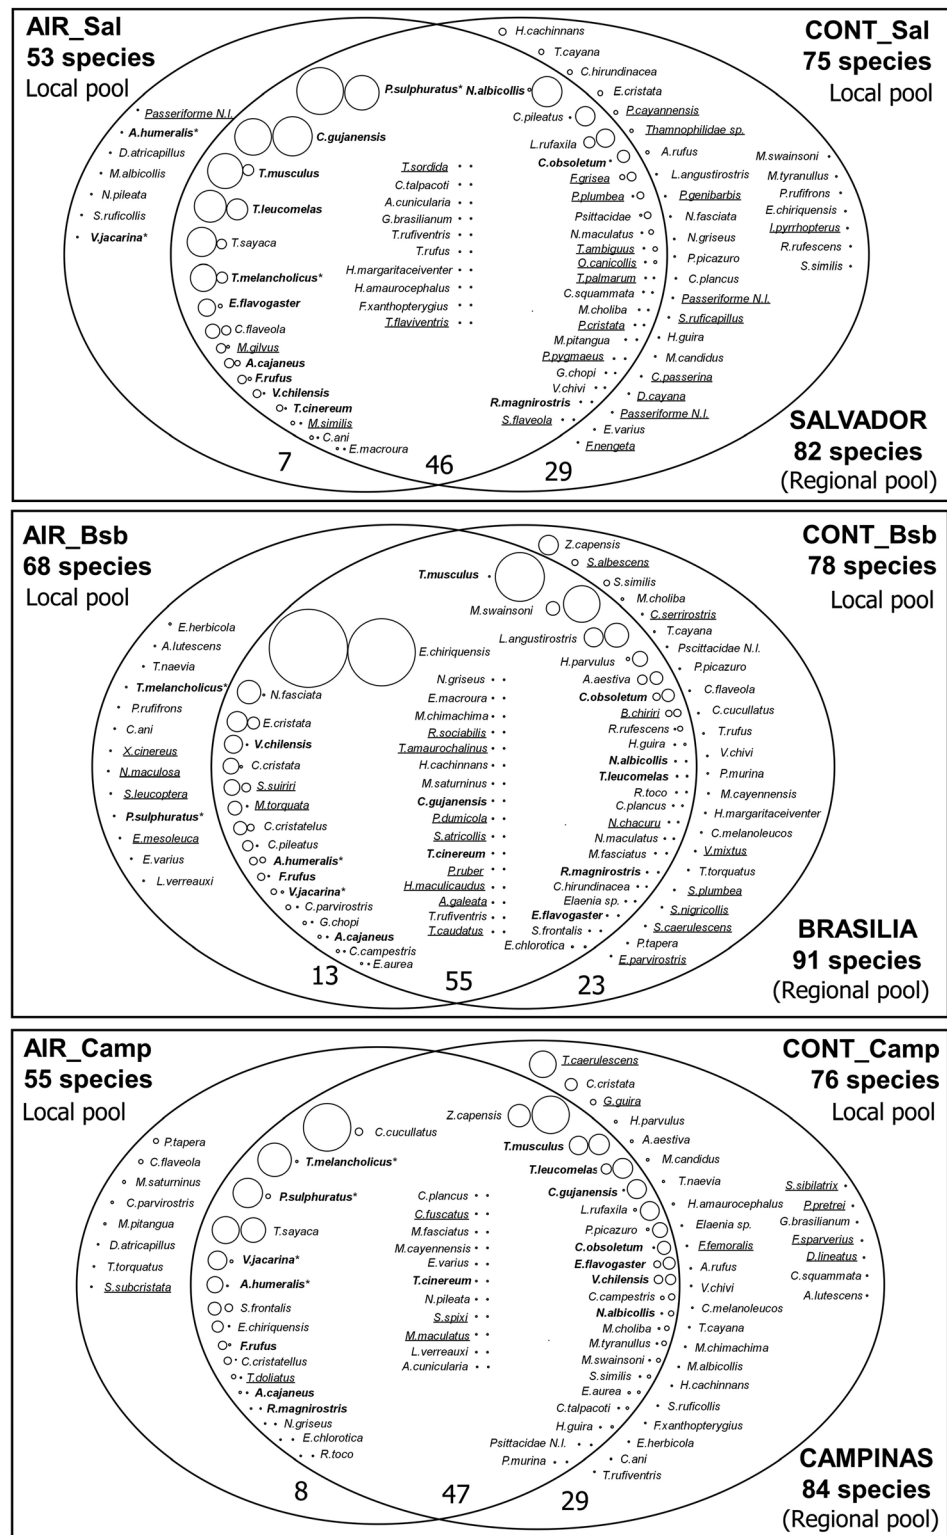 AIR_Sal
53 species
Local pool
CONT_Sal
75 species
Local pool
Passeriforme N.I.
A.humeralis*
D.atricapillus
M.albicollis
N.pileata
S.ruficollis
V.jacarina*
P.sulphuratus*
C.gujanensis
T.musculus
T.leucomelas
T.sayaca
T.melancholicus*
E.flavogaster
C.flaveola
M.gilvus
A.cajaneus
F.rufus
V.chilensis
T.cinereum
M.similis
C.ani
E.macroura
T.sordida
C.talpacoti
A.cunicularia
G.brasilianum
T.rufiventris
T.rufus
H.margaritaceiventer
H.amaurocephalus
F.xanthopterygius
T.flaviventris
N.albicollis
C.pileatus
L.rufaxila
C.obsoletum
F.grisea
P.plumbea
Psittacidae
N.maculatus
T.ambiguus
O.canicollis
T.palmarum
C.squammata
M.choliba
P.cristata
M.pitangua
P.pygmaeus
G.chopi
V.chivi
R.magnirostris
S.flaveola
H.cachinnans
T.cayana
C.hirundinacea
E.cristata
P.cayannensis
Thamnophilidae sp.
A.rufus
L.angustirostris
P.genibarbis
N.fasciata
N.griseus
P.picazuro
C.plancus
Passeriforme N.I.
S.ruficapillus
H.guira
M.candidus
C.passerina
D.cayana
Passeriforme N.I.
E.varius
F.nengeta
M.swainsoni
M.tyranullus
P.rufifrons
E.chiriquensis
I.pyrrhopterus
R.rufescens
S.similis
7
46
29
SALVADOR
82 species
(Regional pool)
AIR_Bsb
68 species
Local pool
CONT_Bsb
78 species
Local pool
E.herbicola
A.lutescens
T.naevia
T.melancholicus*
P.rufifrons
C.ani
X.cinereus
N.maculosa
S.leucoptera
P.sulphuratus*
E.mesoleuca
E.varius
L.verreauxi
E.chiriquensis
N.fasciata
E.cristata
V.chilensis
C.cristata
S.suiriri
M.torquata
C.cristatelus
C.pileatus
A.humeralis*
F.rufus
V.jacarina*
C.parvirostris
G.chopi
A.cajaneus
C.campestris
E.aurea
N.griseus
E.macroura
M.chimachima
R.sociabilis
T.amaurochalinus
H.cachinnans
M.saturninus
C.gujanensis
P.dumicola
S.atricollis
T.cinereum
P.ruber
H.maculicaudus
A.galeata
T.rufiventris
T.caudatus
T.musculus
M.swainsoni
L.angustirostris
H.parvulus
A.aestiva
C.obsoletum
B.chiriri
R.rufescens
H.guira
N.albicollis
T.leucomelas
R.toco
C.plancus
N.chacuru
N.maculatus
M.fasciatus
R.magnirostris
C.hirundinacea
Elaenia sp.
E.flavogaster
S.frontalis
E.chlorotica
Z.capensis
S.albescens
S.similis
M.choliba
C.serrirostris
T.cayana
Pscittacidae N.I.
P.picazuro
C.flaveola
C.cucullatus
T.rufus
V.chivi
P.murina
M.cayennensis
H.margaritaceiventer
C.melanoleucos
V.mixtus
T.torquatus
S.plumbea
S.nigricollis
S.caerulescens
P.tapera
E.parvirostris
13
55
23
BRASILIA
91 species
(Regional pool)
AIR_Camp
55 species
Local pool
CONT_Camp
76 species
Local pool
P.tapera
C.flaveola
M.saturninus
C.parvirostris
M.pitangua
D.atricapillus
T.torquatus
S.subcristata
C.cucullatus
T.melancholicus*
P.sulphuratus*
T.sayaca
V.jacarina*
A.humeralis*
S.frontalis
E.chiriquensis
F.rufus
C.cristatellus
T.doliatus
A.cajaneus
R.magnirostris
N.griseus
E.chlorotica
R.toco
C.plancus
C.fuscatus
M.fasciatus
M.cayennensis
E.varius
T.cinereum
N.pileata
S.spixi
M.maculatus
L.verreauxi
A.cunicularia
Z.capensis
T.musculus
T.leucomelas
C.gujanensis
L.rufaxila
P.picazuro
C.obsoletum
E.flavogaster
V.chilensis
C.campestris
N.albicollis
M.choliba
M.tyranullus
M.swainsoni
S.similis
E.aurea
C.talpacoti
H.guira
Psittacidae N.I.
P.murina
T.caerulescens
C.cristata
G.guira
H.parvulus
A.aestiva
M.candidus
T.naevia
H.amaurocephalus
Elaenia sp.
F.femoralis
A.rufus
V.chivi
C.melanoleucos
T.cayana
M.chimachima
M.albicollis
H.cachinnans
S.ruficollis
F.xanthopterygius
E.herbicola
C.ani
T.rufiventris
S.sibilatrix
P.pretrei
G.brasilianum
F.sparverius
D.lineatus
C.squammata
A.lutescens
8
47
29
CAMPINAS
84 species
(Regional pool)